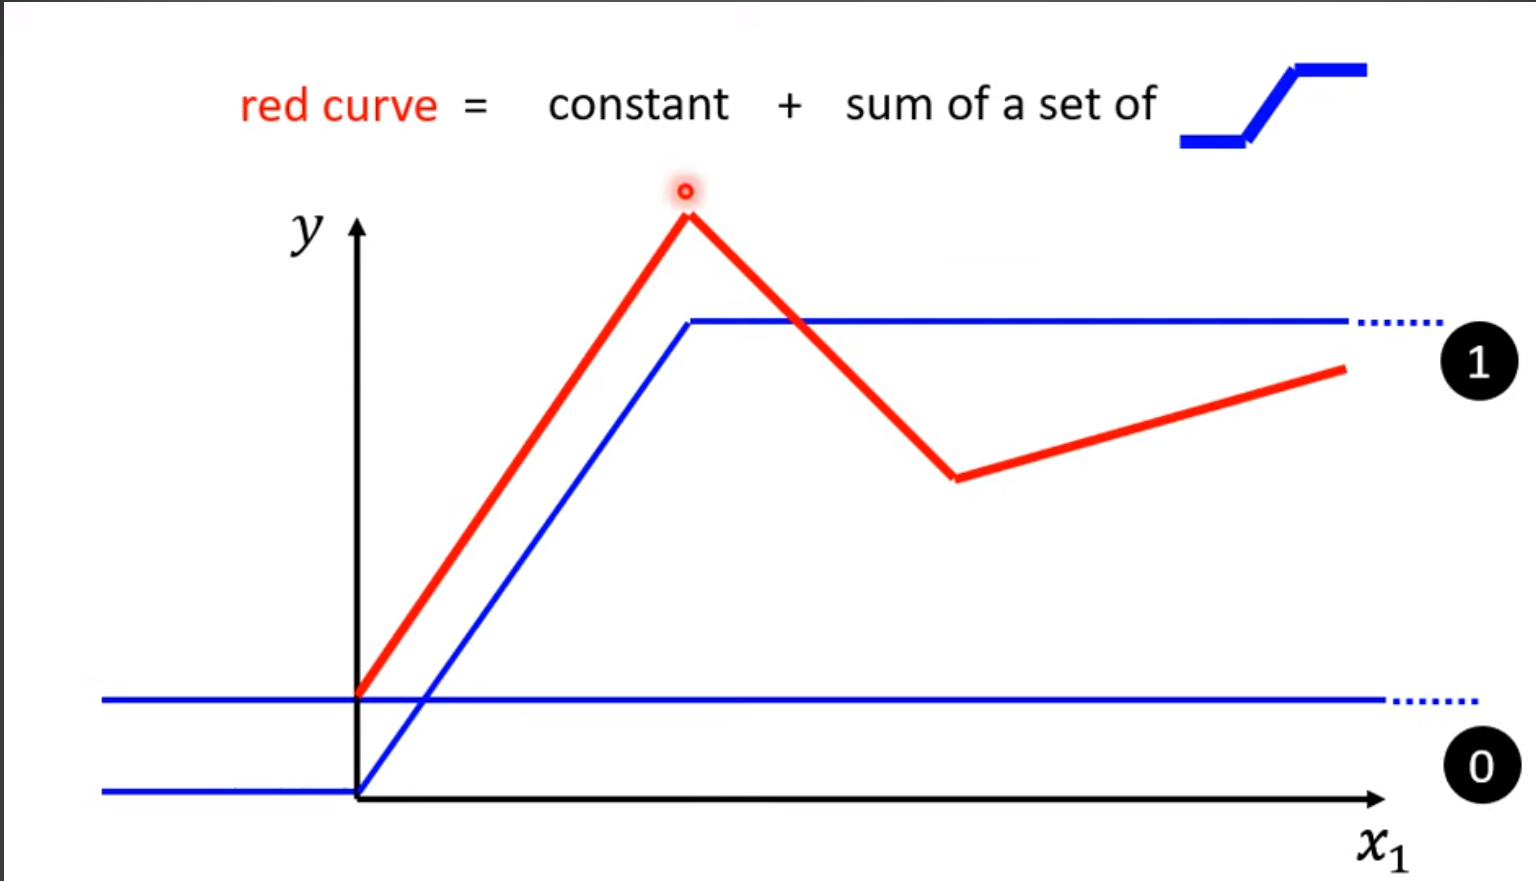 red curve = constant + sum of a set of
y
1
0
x₁